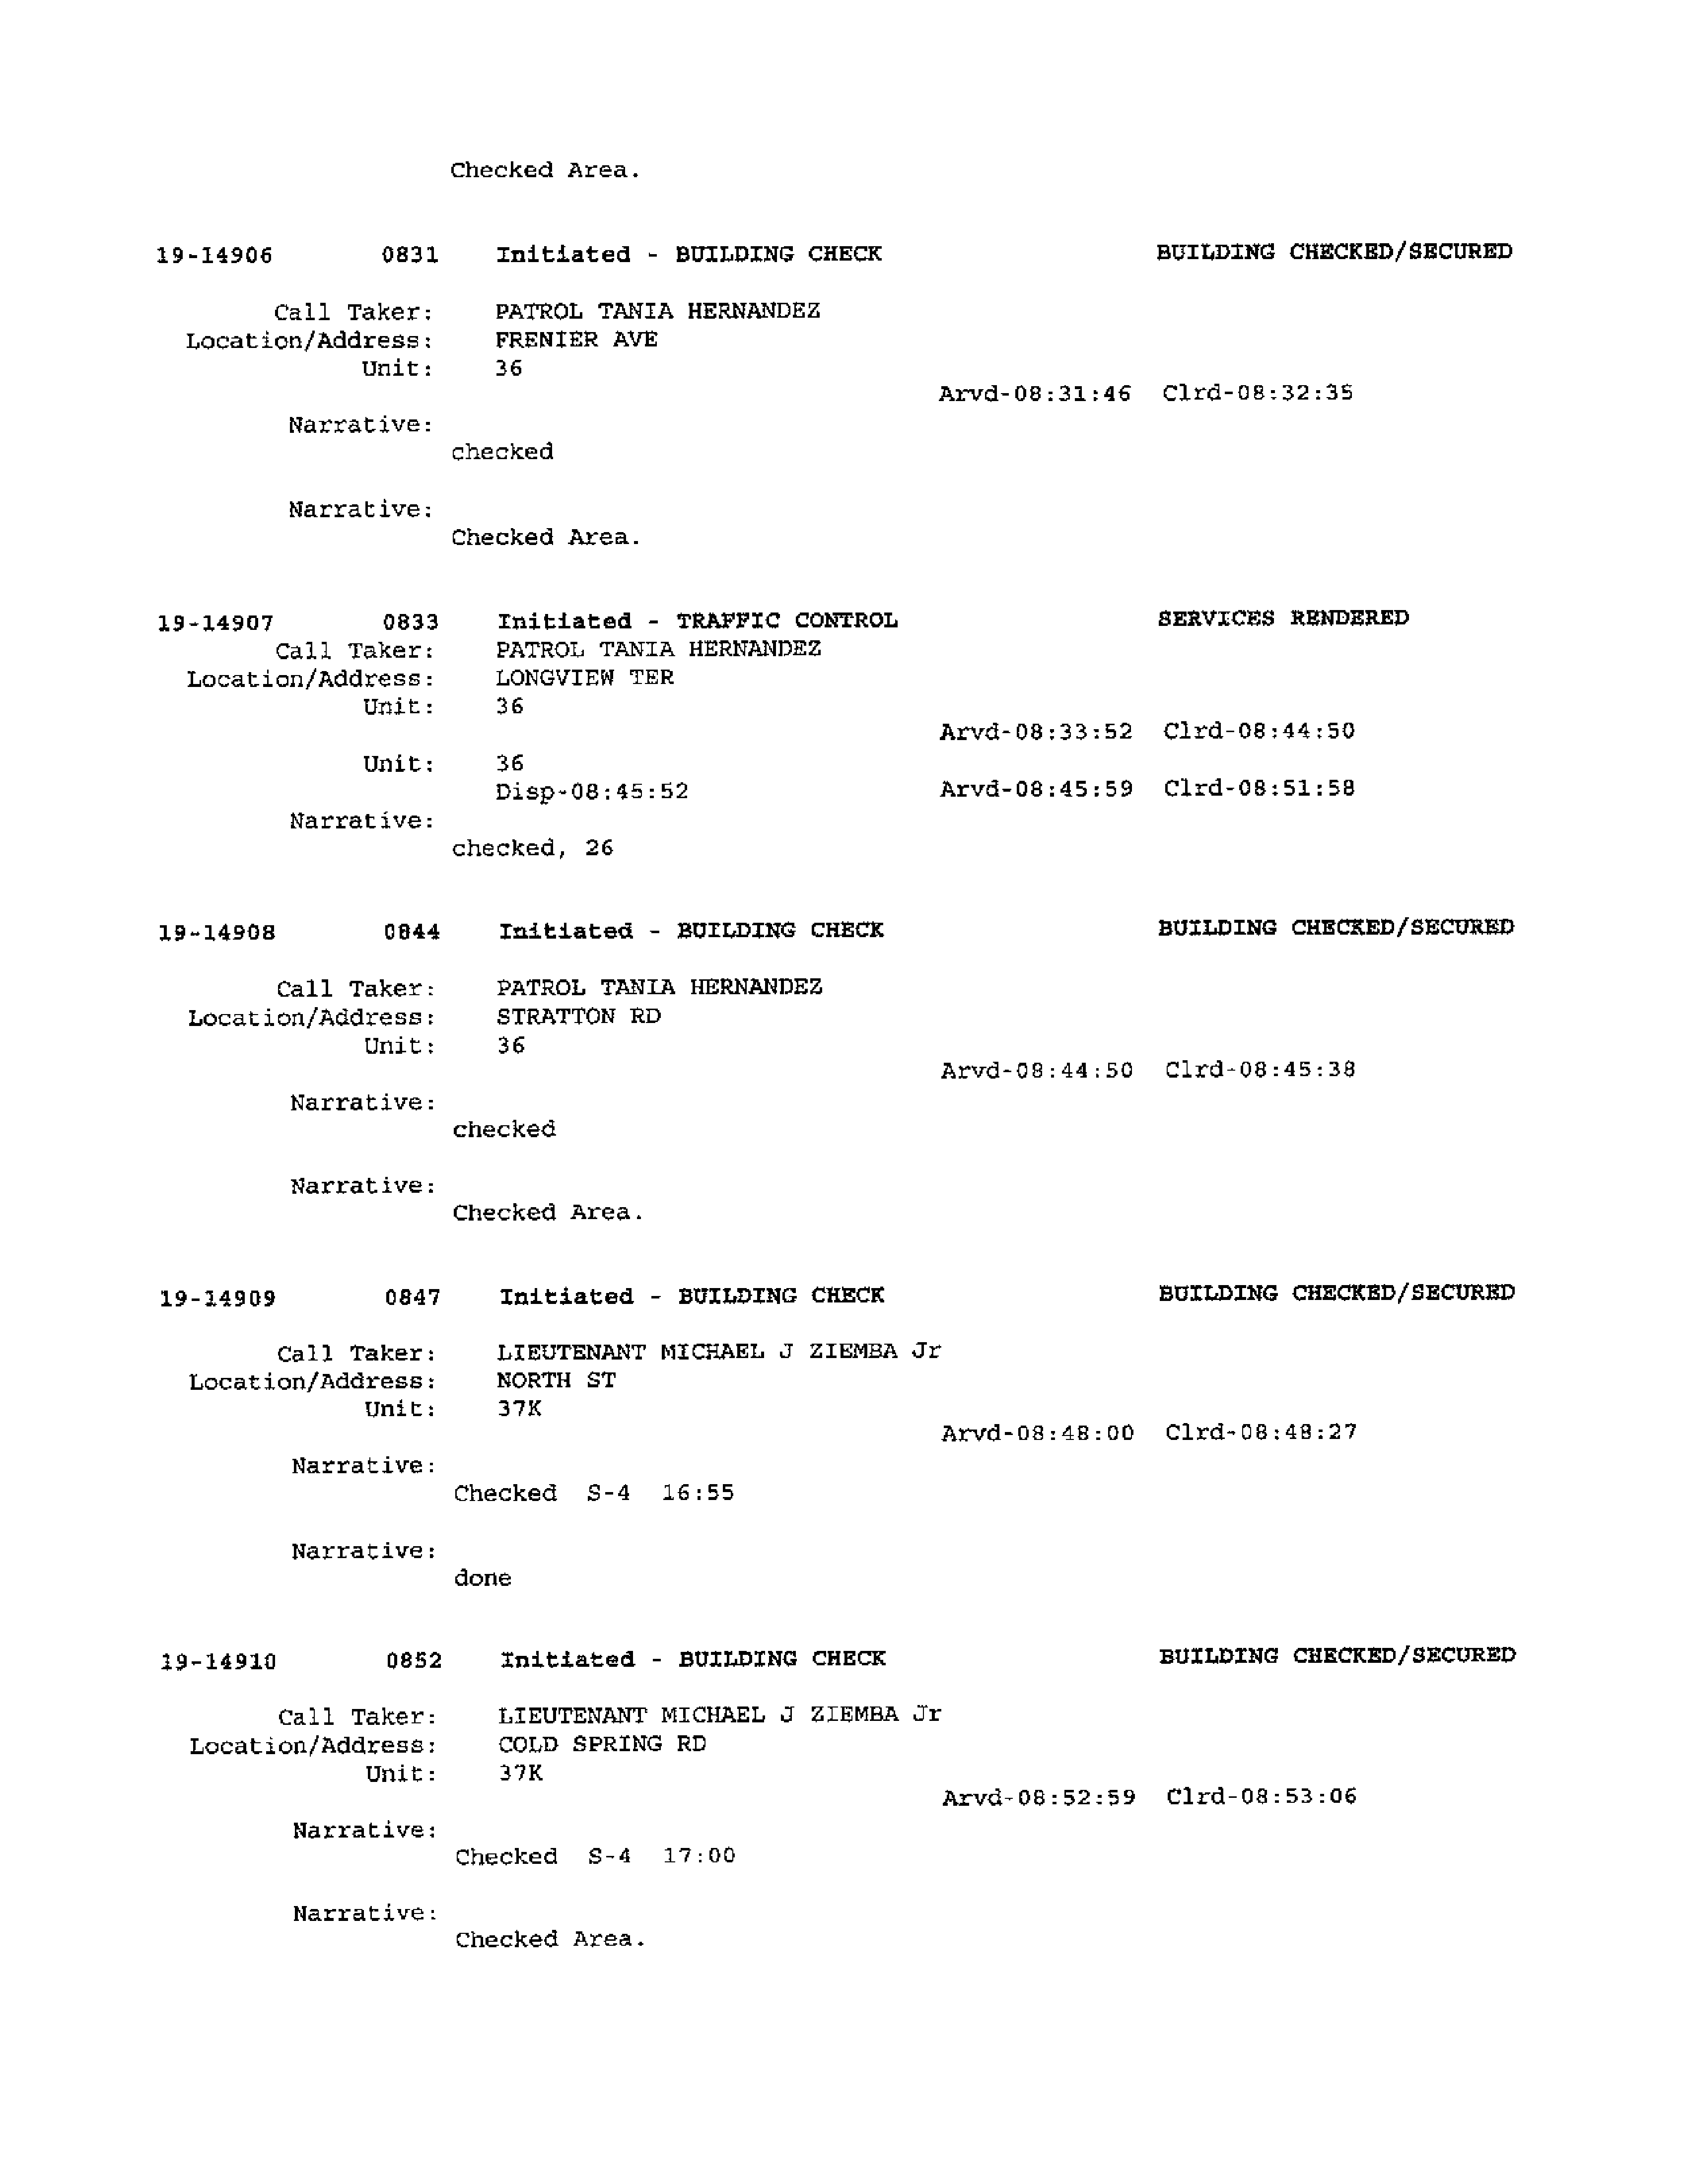 Checked Area.
19-14906 0831 Initiated - BUILDING CHECK BUILDING CHECKED/SECURED
Call Taker: PATROL TANIA HERNANDEZ
Location/Address: FRENIER AVE
Unit: 36
Arvd-08:31:46 Clrd-08:32:35
Narrative:
checked
Narrative:
Checked Area.
19-14907 0833 Initiated - TRAFFIC CONTROL SERVICES RENDERED
Call Taker: PATROL TANIA HERNANDEZ
Location/Address: LONGVIEW TER
Unit: 36
Arvd-08:33:52 Clrd-08:44:50
Unit: 36
Disp-08:45:52 Arvd-08:45:59 Clrd-08:51:58
Narrative:
checked, 26
19-14908 0844 Initiated - BUILDING CHECK BUILDING CHECKED/SECURED
Call Taker: PATROL TANIA HERNANDEZ
Location/Address: STRATTON RD
Unit: 36
Arvd-08:44:50 Clrd-08:45:38
Narrative:
checked
Narrative:
Checked Area.
19-14909 0847 Initiated - BUILDING CHECK BUILDING CHECKED/SECURED
Call Taker: LIEUTENANT MICHAEL J ZIEMBA Jr
Location/Address: NORTH ST
Unit: 37K
Arvd-08:48:00 Clrd-08:48:27
Narrative:
Checked S-4 16:55
Narrative:
done
19-14910 0852 Initiated - BUILDING CHECK BUILDING CHECKED/SECURED
Call Taker: LIEUTENANT MICHAEL J ZIEMBA Jr
Location/Address: COLD SPRING RD
Unit: 37K
Arvd-08:52:59 Clrd-08:53:06
Narrative:
Checked S-4 17:00
Narrative:
Checked Area.